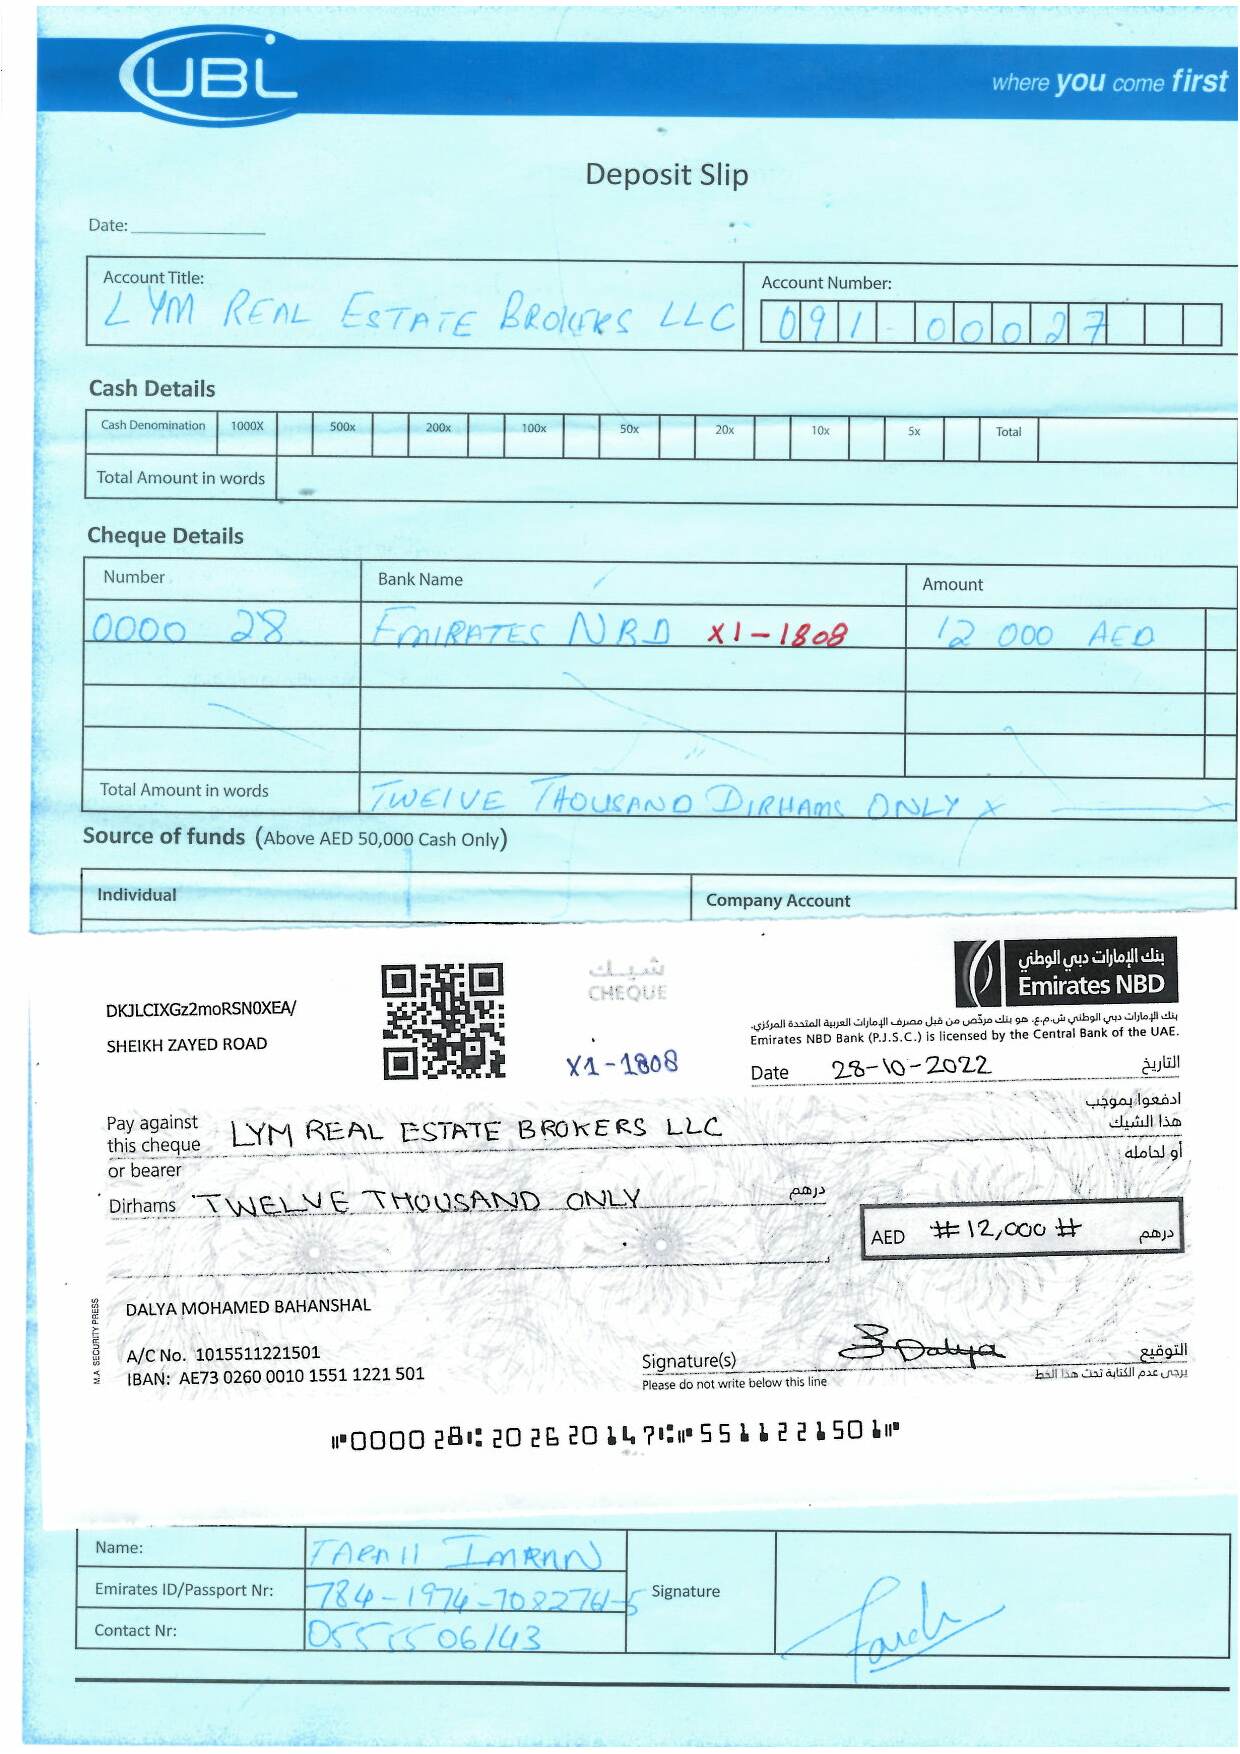 UBL
where you come first
Deposit Slip
Date:
Account Title:
LYM REAL ESTATE BROKERS LLC
Account Number:
091-00027
Cash Details
Cash Denomination 1000X 500x 200x 100x 50x 20x 10x 5x Total
Total Amount in words
Cheque Details
Number Bank Name Amount
0000 28 EMIRATES NBD X1-1808 12 000 AED
Total Amount in words TWELVE THOUSAND DIRHAMS ONLY x
Source of funds (Above AED 50,000 Cash Only)
Individual Company Account
شيك
CHEQUE
بنك الإمارات دبي الوطني
Emirates NBD
DKJLCIXGz2moRSN0XEA/
SHEIKH ZAYED ROAD
بنك الإمارات دبي الوطني ش.م.ع. هو بنك مرخّص من قبل مصرف الإمارات العربية المتحدة المركزي.
Emirates NBD Bank (P.J.S.C.) is licensed by the Central Bank of the UAE.
X1-1808
Date 28-10-2022 التاريخ
Pay against this cheque or bearer LYM REAL ESTATE BROKERS LLC ادفعوا بموجب هذا الشيك أو لحامله
Dirhams TWELVE THOUSAND ONLY درهم
AED #12,000# درهم
M.A. SECURITY PRESS
DALYA MOHAMED BAHANSHAL
A/C No. 1015511221501
IBAN: AE73 0260 0010 1551 1221 501
Signature(s) Dalya التوقيع
Please do not write below this line يرجى عدم الكتابة تحت هذا الخط
⑈000028⑆202620147⑆⑈551122150 1⑈
Name: IMRAN
Emirates ID/Passport Nr: 784-1974-7082761-5
Contact Nr: 0555506143
Signature